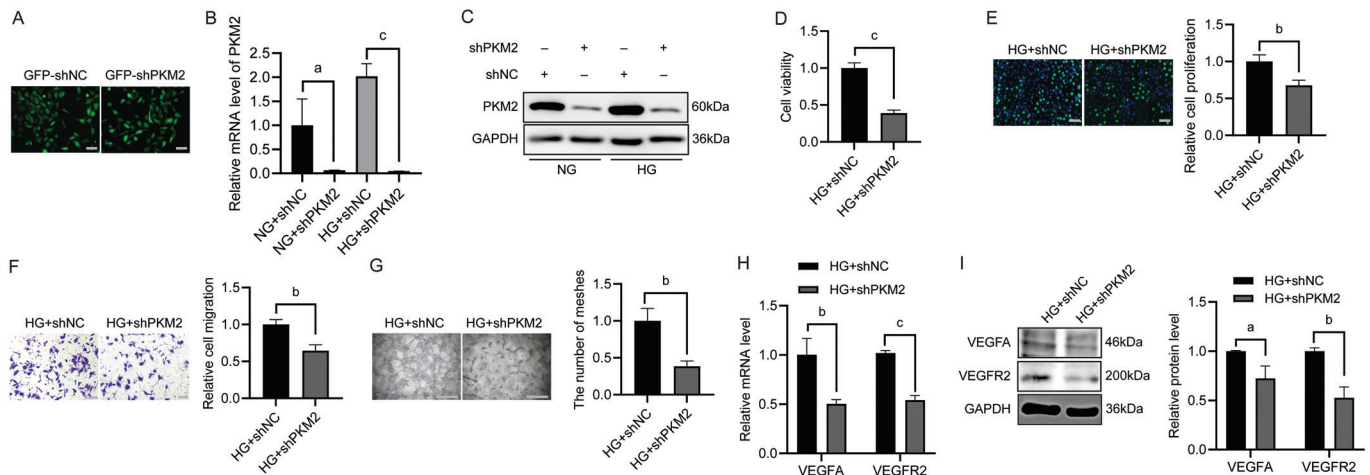 A
GFP-shNC GFP-shPKM2
B
Relative mRNA level of PKM2
2.5
2.0
1.5
1.0
0.5
0.0
a
c
NG+shNC
NG+shPKM2
HG+shNC
HG+shPKM2
C
shPKM2 – + – +
shNC + – + –
PKM2 60kDa
GAPDH 36kDa
NG HG
D
Cell viability
1.5
1.0
0.5
0.0
c
HG+shNC
HG+shPKM2
E
HG+shNC HG+shPKM2
Relative cell proliferation
1.5
1.0
0.5
0.0
b
HG+shNC
HG+shPKM2
F
HG+shNC HG+shPKM2
Relative cell migration
1.5
1.0
0.5
0.0
b
HG+shNC
HG+shPKM2
G
HG+shNC HG+shPKM2
The number of meshes
1.5
1.0
0.5
0.0
b
HG+shNC
HG+shPKM2
H
HG+shNC
HG+shPKM2
Relative mRNA level
1.5
1.0
0.5
0.0
b
c
VEGFA VEGFR2
I
HG+shNC
HG+shPKM2
VEGFA 46kDa
VEGFR2 200kDa
GAPDH 36kDa
HG+shNC
HG+shPKM2
Relative protein level
1.5
1.0
0.5
0.0
a
b
VEGFA VEGFR2